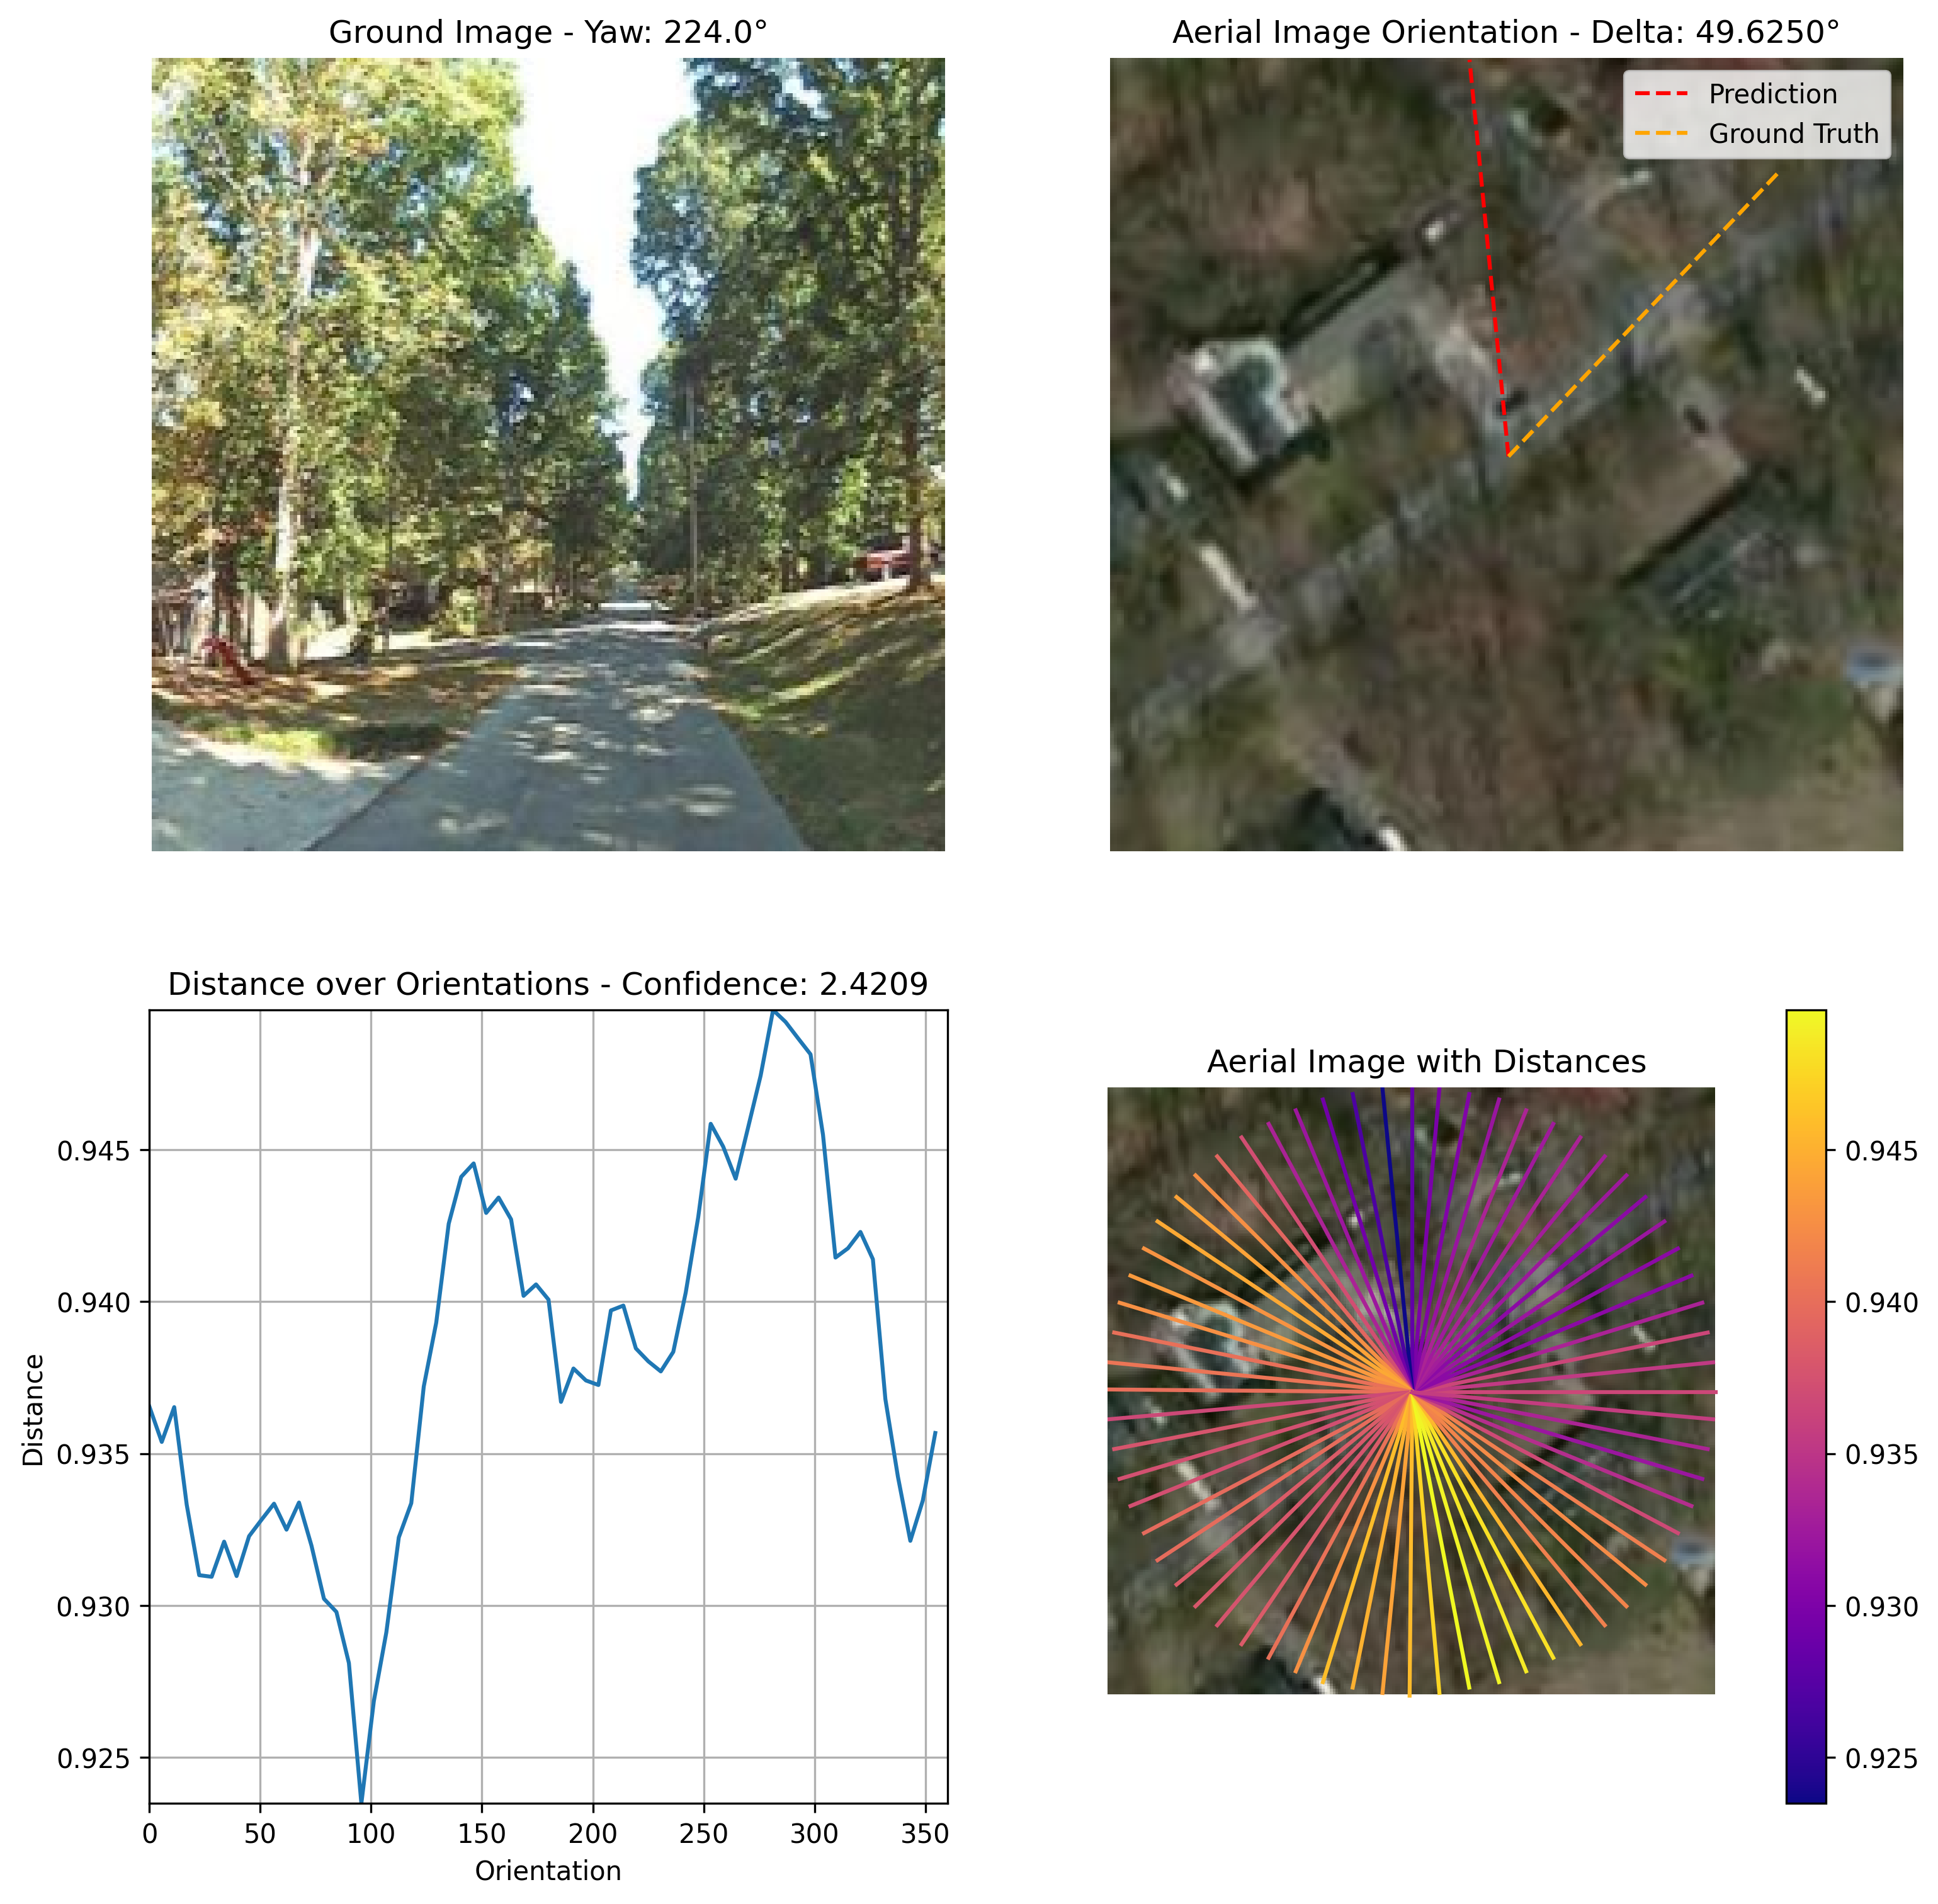 Ground Image - Yaw: 224.0°
Aerial Image Orientation - Delta: 49.6250°
Prediction
Ground Truth
Distance over Orientations - Confidence: 2.4209
0.945
0.940
0.935
0.930
0.925
Distance
0
50
100
150
200
250
300
350
Orientation
Aerial Image with Distances
0.945
0.940
0.935
0.930
0.925